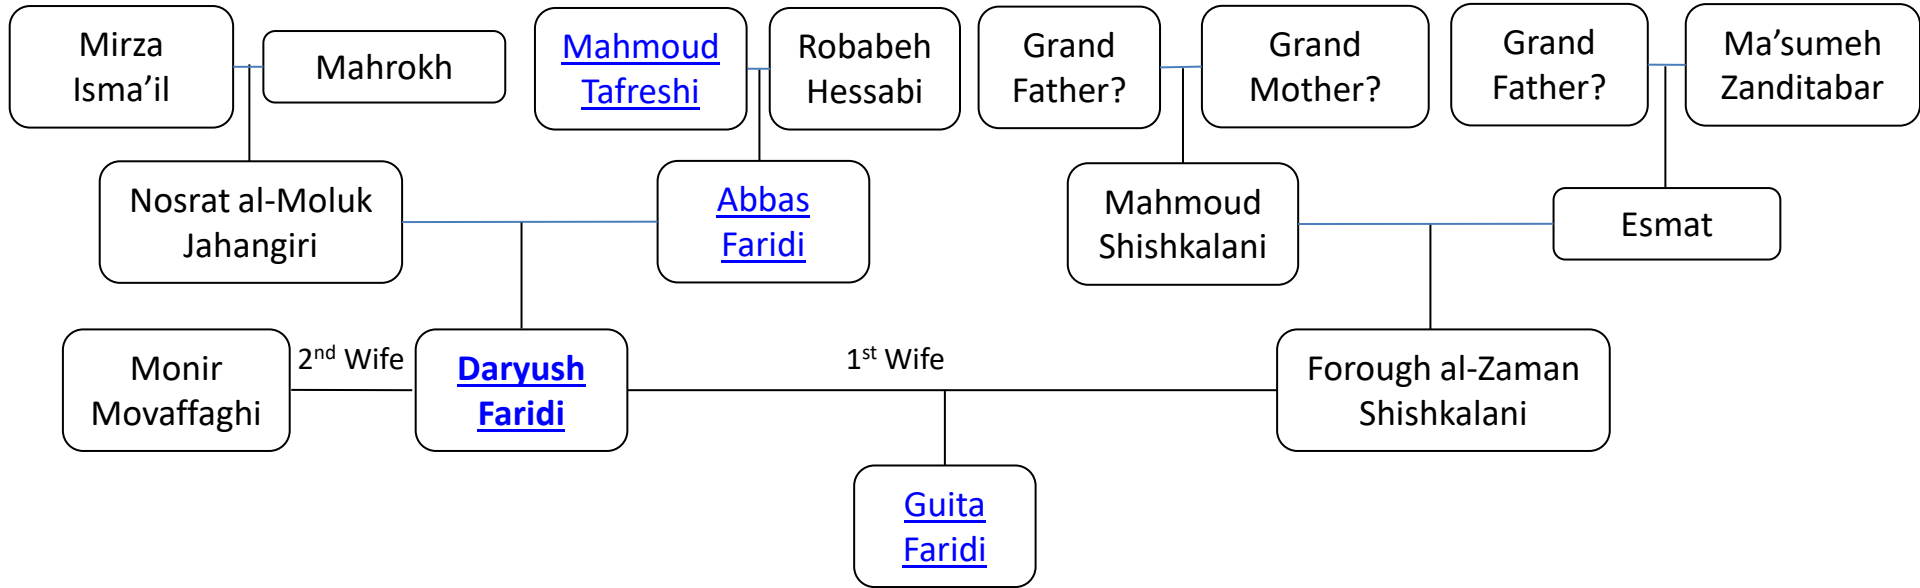 Mirza
Isma’il
Mahrokh
Mahmoud
Tafreshi
Robabeh
Hessabi
Grand
Father?
Grand
Mother?
Grand
Father?
Ma’sumeh
Zanditabar
Nosrat al-Moluk
Jahangiri
Abbas
Faridi
Mahmoud
Shishkalani
Esmat
Monir
Movaffaghi
2nd Wife
Daryush
Faridi
1st Wife
Forough al-Zaman
Shishkalani
Guita
Faridi